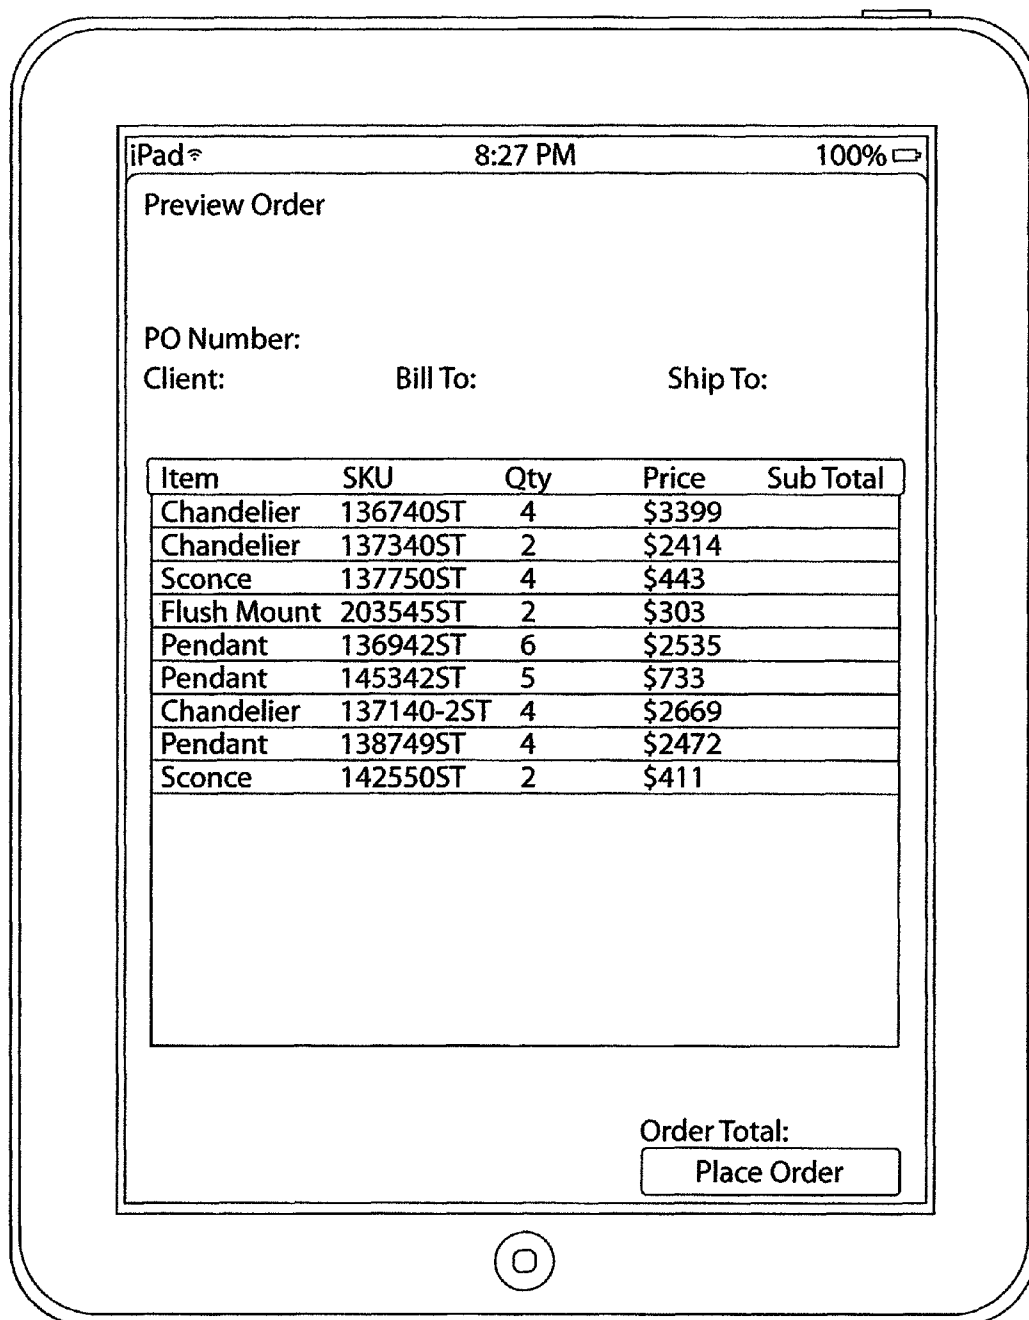 iPad 8:27 PM 100%
Preview Order
PO Number:
Client: Bill To: Ship To:
Item SKU Qty Price Sub Total
Chandelier 136740ST 4 $3399
Chandelier 137340ST 2 $2414
Sconce 137750ST 4 $443
Flush Mount 203545ST 2 $303
Pendant 136942ST 6 $2535
Pendant 145342ST 5 $733
Chandelier 137140-2ST 4 $2669
Pendant 138749ST 4 $2472
Sconce 142550ST 2 $411
Order Total:
Place Order